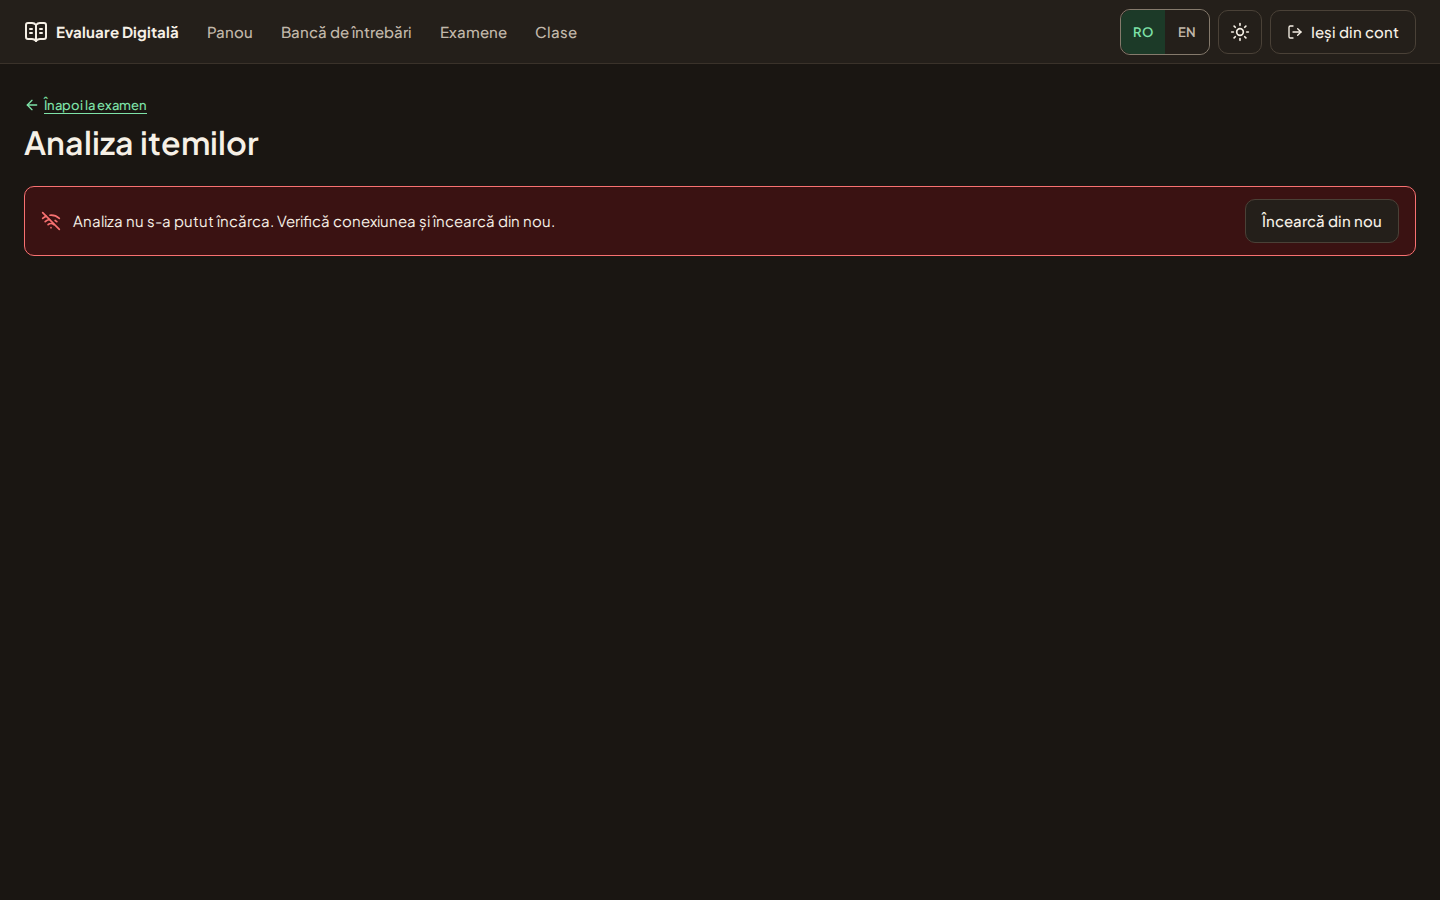 Evaluare Digitală Panou Bancă de întrebări Examene Clase RO EN Ieși din cont
Înapoi la examen
Analiza itemilor
Analiza nu s-a putut încărca. Verifică conexiunea și încearcă din nou. Încearcă din nou